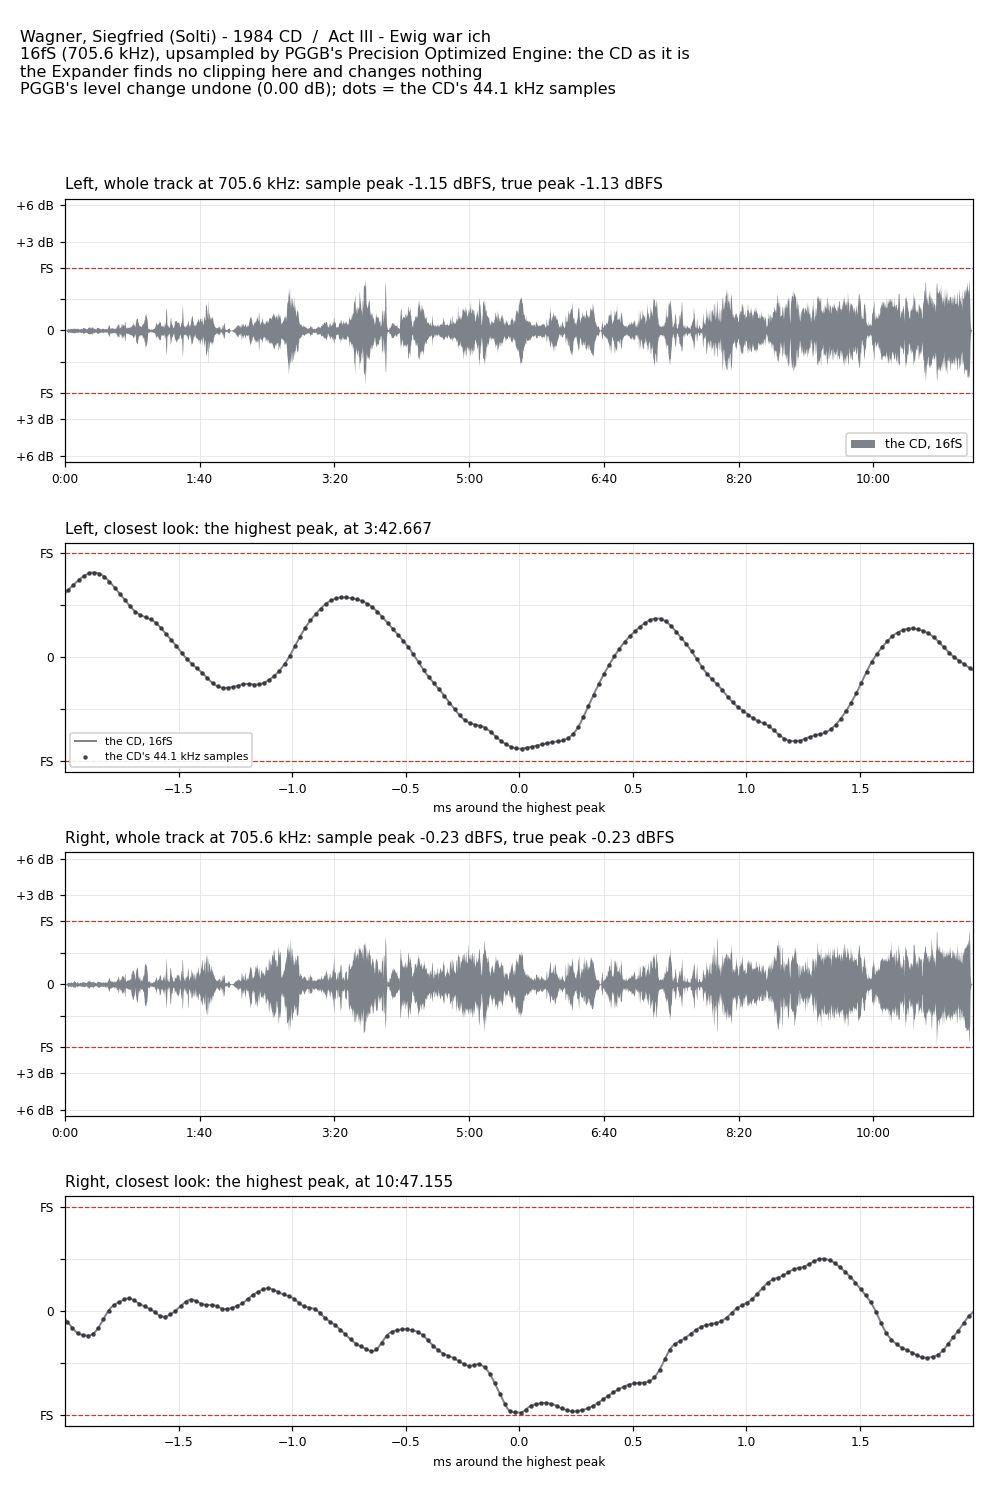 Wagner, Siegfried (Solti) - 1984 CD  /  Act III - Ewig war ich
16fS (705.6 kHz), upsampled by PGGB's Precision Optimized Engine: the CD as it is
the Expander finds no clipping here and changes nothing
PGGB's level change undone (0.00 dB); dots = the CD's 44.1 kHz samples
Left, whole track at 705.6 kHz: sample peak -1.15 dBFS, true peak -1.13 dBFS
+6 dB
+3 dB
FS
0
FS
+3 dB
+6 dB
the CD, 16fS
0:00 1:40 3:20 5:00 6:40 8:20 10:00
Left, closest look: the highest peak, at 3:42.667
FS
0
FS
the CD, 16fS
the CD's 44.1 kHz samples
−1.5 −1.0 −0.5 0.0 0.5 1.0 1.5
ms around the highest peak
Right, whole track at 705.6 kHz: sample peak -0.23 dBFS, true peak -0.23 dBFS
+6 dB
+3 dB
FS
0
FS
+3 dB
+6 dB
0:00 1:40 3:20 5:00 6:40 8:20 10:00
Right, closest look: the highest peak, at 10:47.155
FS
0
FS
−1.5 −1.0 −0.5 0.0 0.5 1.0 1.5
ms around the highest peak